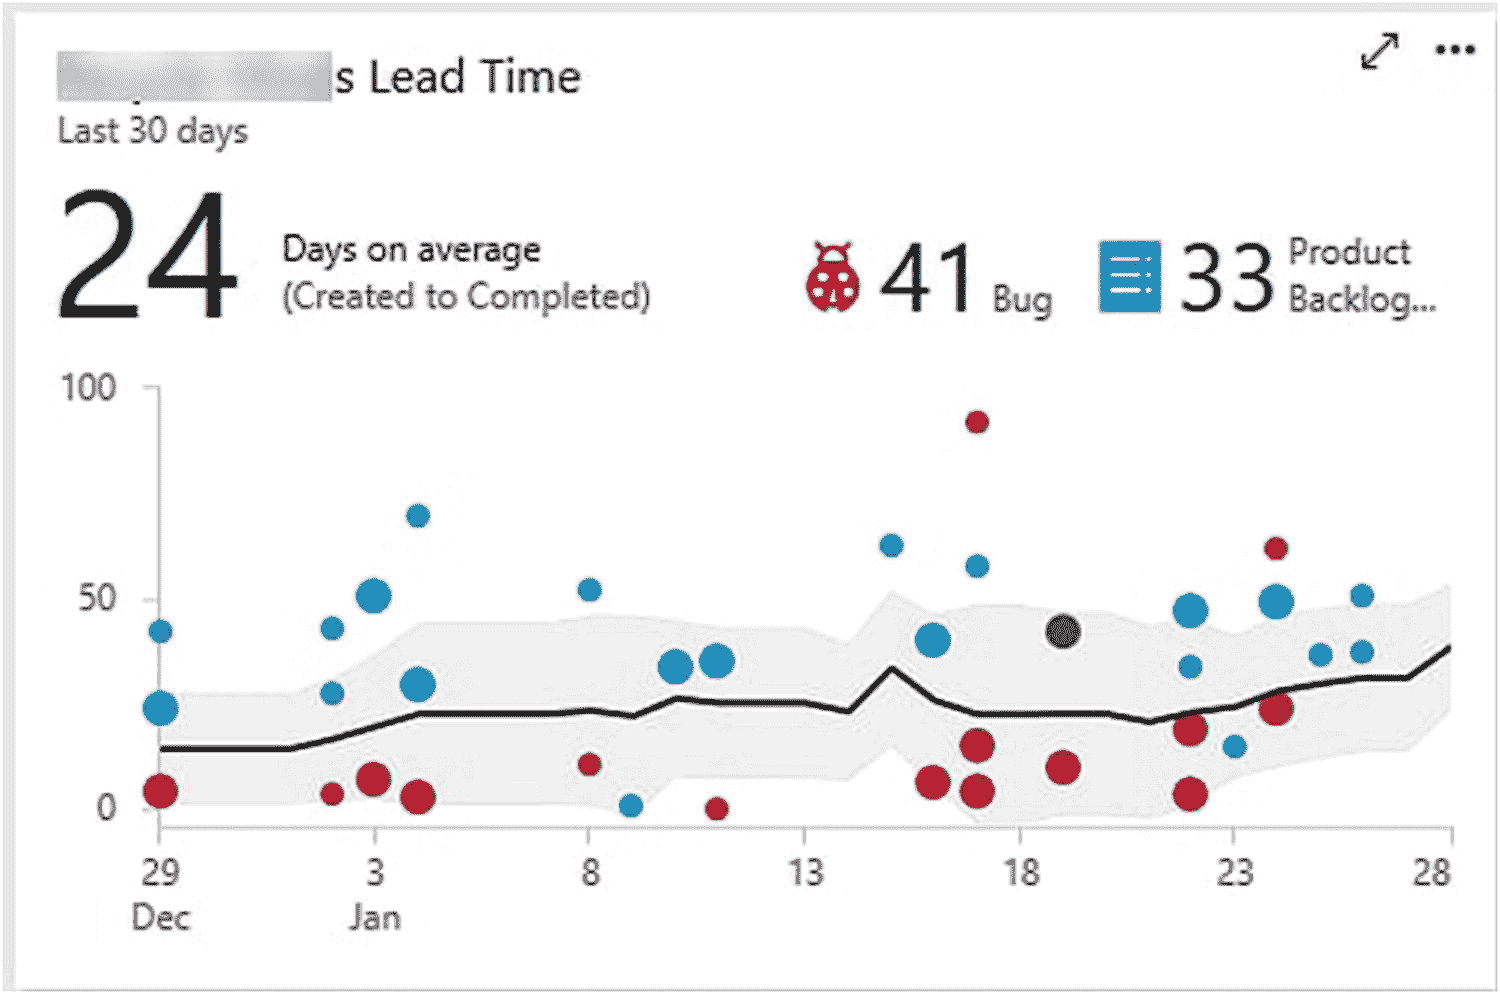 s Lead Time
Last 30 days
24
Days on average
(Created to Completed)
41 Bug
33 Product
Backlog...
100
50
0
29 3 8 13 18 23 28
Dec Jan